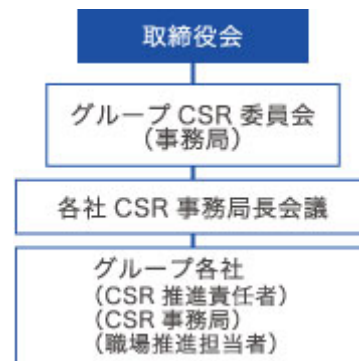 取締役会
グループ CSR 委員会
(事務局)
各社 CSR 事務局長会議
グループ各社
(CSR 推進責任者)
(CSR 事務局)
(職場推進担当者)